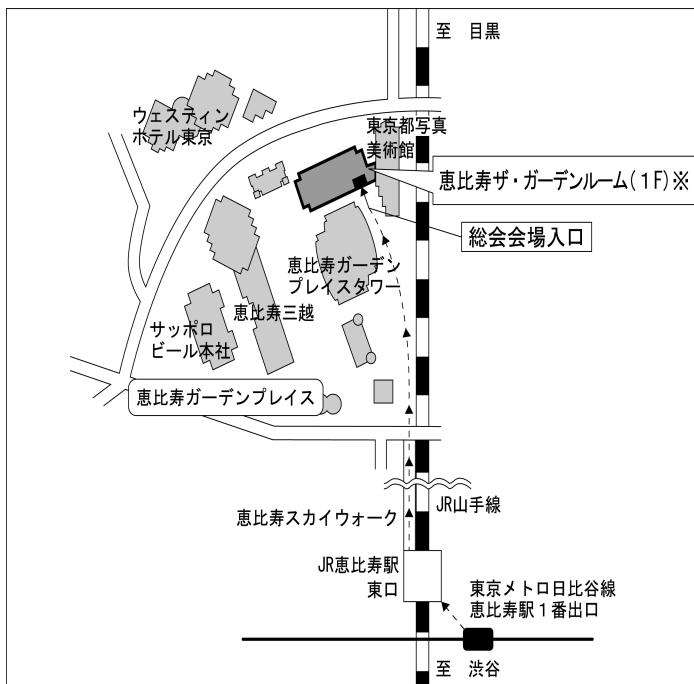 至 目黒
ウェスティン
ホテル東京
東京都写真
美術館
恵比寿ザ・ガーデンルーム(1F)※
総会会場入口
恵比寿ガーデン
プレイスタワー
恵比寿三越
サッポロ
ビール本社
恵比寿ガーデンプレイス
恵比寿スカイウォーク
JR山手線
JR恵比寿駅
東口
東京メトロ日比谷線
恵比寿駅1番出口
至 渋谷